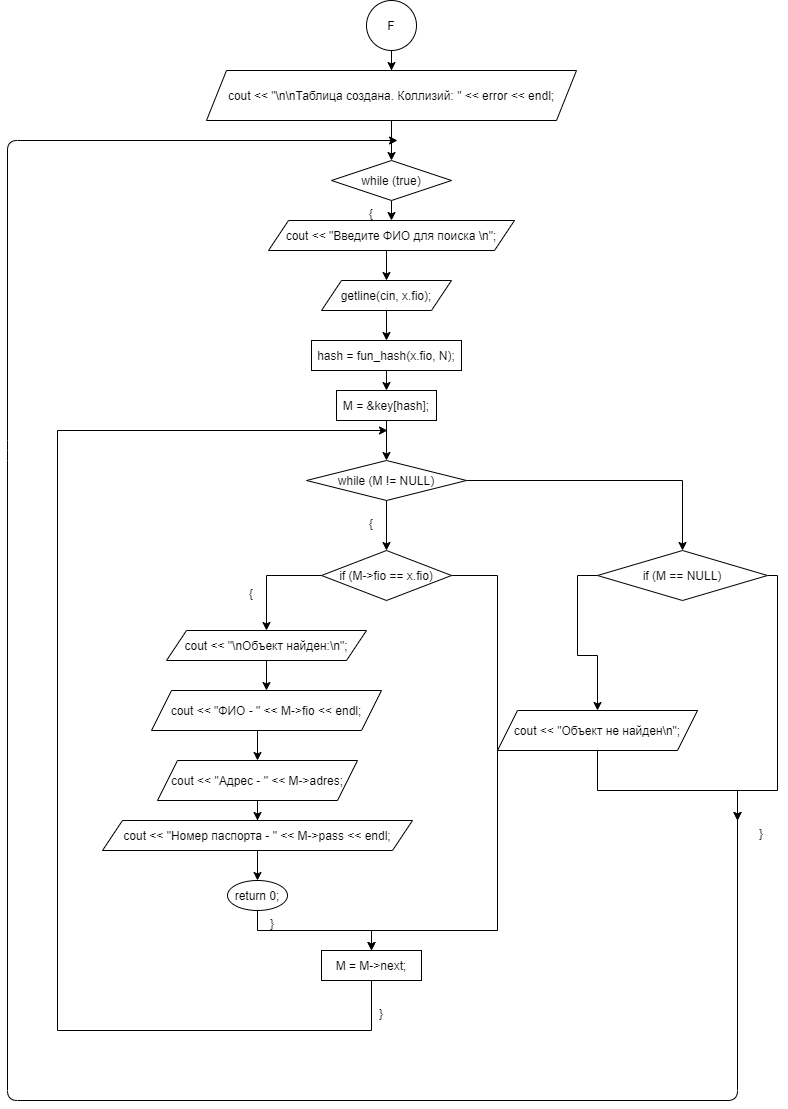 F
cout << "\n\nТаблица создана. Коллизий: " << error << endl;
while (true)
{
cout << "Введите ФИО для поиска \n";
getline(cin, x.fio);
hash = fun_hash(x.fio, N);
M = &key[hash];
while (M != NULL)
{
if (M->fio == x.fio)
if (M == NULL)
{
cout << "\nОбъект найден:\n";
cout << "ФИО - " << M->fio << endl;
cout << "Объект не найден\n";
cout << "Адрес - " << M->adres;
cout << "Номер паспорта - " << M->pass << endl;
}
return 0;
}
M = M->next;
}